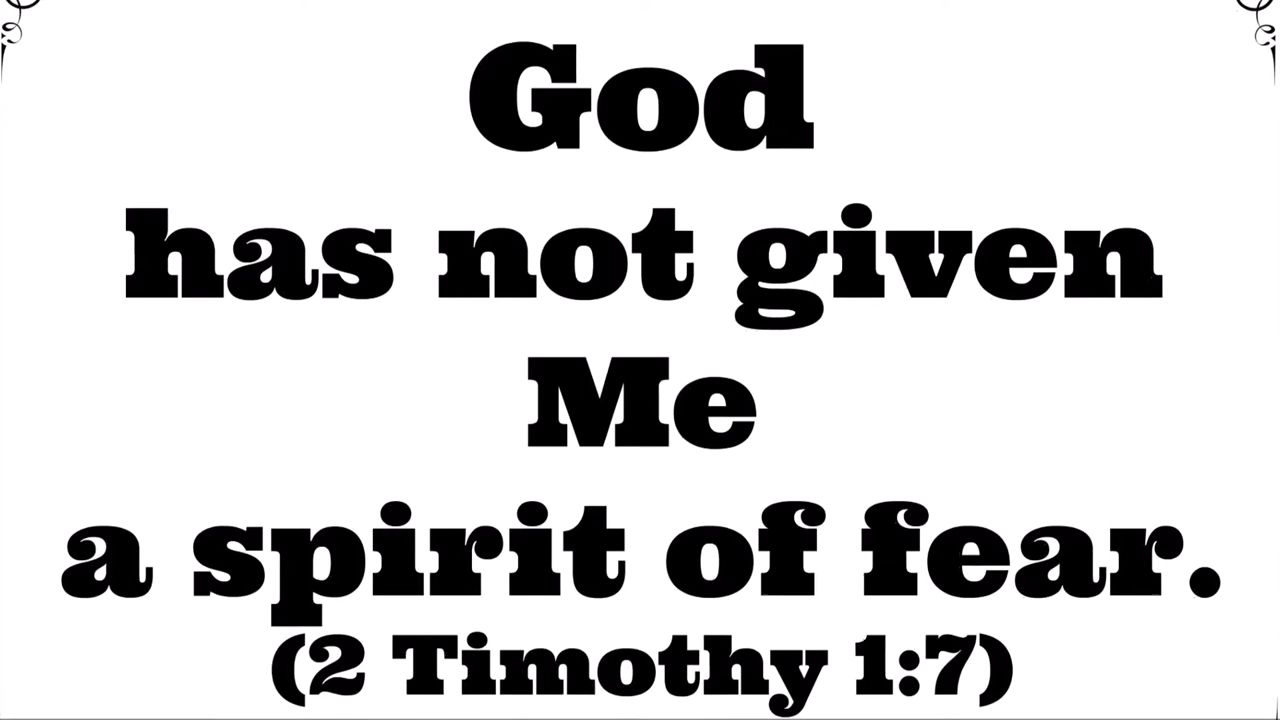 God
has not given
Me
a spirit of fear.
(2 Timothy 1:7)